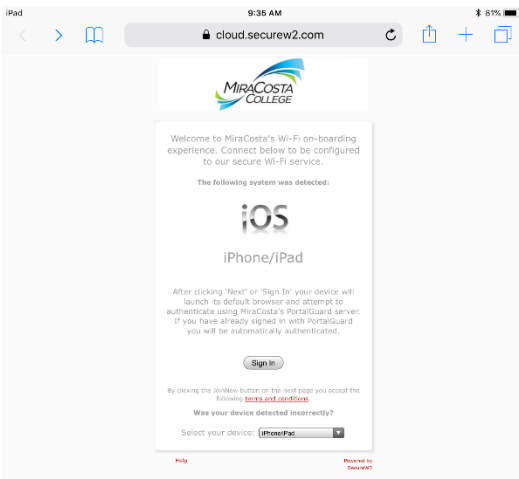 iPad
9:35 AM
81%
cloud.securew2.com
MIRACOSTA
COLLEGE
Welcome to MiraCosta's Wi-Fi on-boarding
experience. Connect below to be configured
to our secure Wi-Fi service.
The following system was detected:
iOS
iPhone/iPad
After clicking 'Next' or 'Sign In' your device will
launch its default browser and attempt to
authenticate using MiraCosta's PortalGuard server.
If you have already signed in with PortalGuard
you will be automatically authenticated.
Sign In
By clicking the JoinNow button on the next page you accept the
following terms and conditions.
Was your device detected incorrectly?
Select your device: iPhone/iPad
Help
Powered by
SecureW2